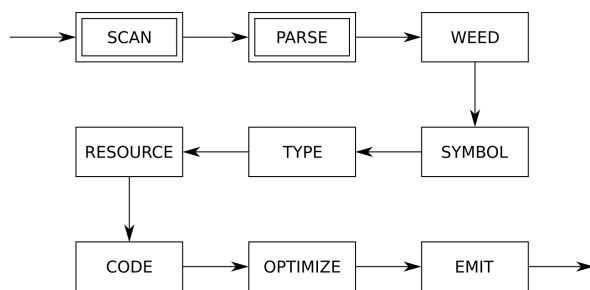 SCAN
PARSE
WEED
SYMBOL
TYPE
RESOURCE
CODE
OPTIMIZE
EMIT